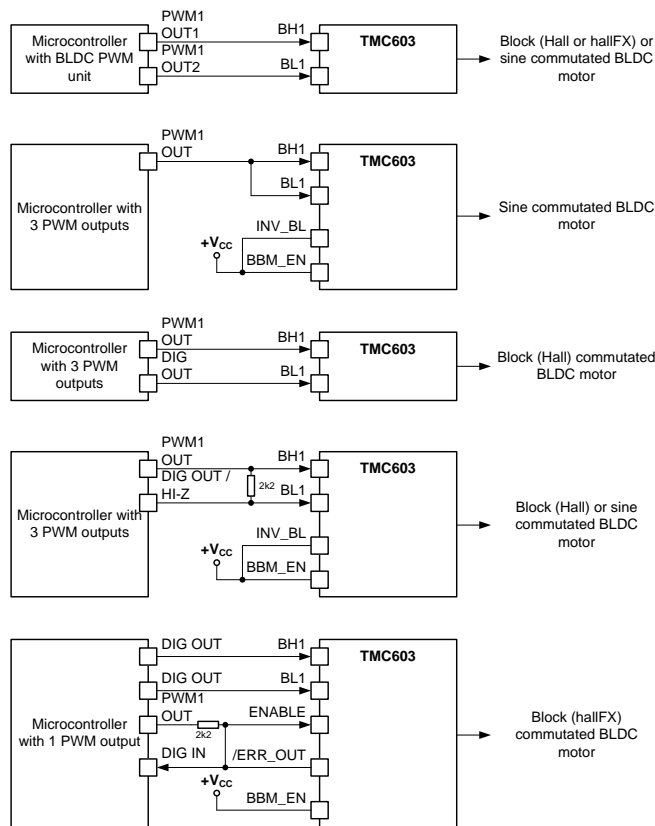 PWM1
OUT1
BH1
Microcontroller
with BLDC PWM
unit
PWM1
OUT2
BL1
TMC603
Block (Hall or hallFX) or
sine commutated BLDC
motor
PWM1
OUT
BH1
BL1
TMC603
Microcontroller with
3 PWM outputs
INV_BL
+VCC
BBM_EN
Sine commutated BLDC
motor
PWM1
OUT
BH1
Microcontroller
with 3 PWM
outputs
DIG
OUT
BL1
TMC603
Block (Hall) commutated
BLDC motor
PWM1
OUT
BH1
DIG OUT /
HI-Z
2k2
BL1
TMC603
Microcontroller with
3 PWM outputs
INV_BL
+VCC
BBM_EN
Block (Hall) or sine
commutated BLDC
motor
DIG OUT
BH1
DIG OUT
BL1
PWM1
OUT
2k2
ENABLE
TMC603
Microcontroller
with 1 PWM output
DIG IN
/ERR_OUT
+VCC
BBM_EN
Block (hallFX)
commutated BLDC
motor